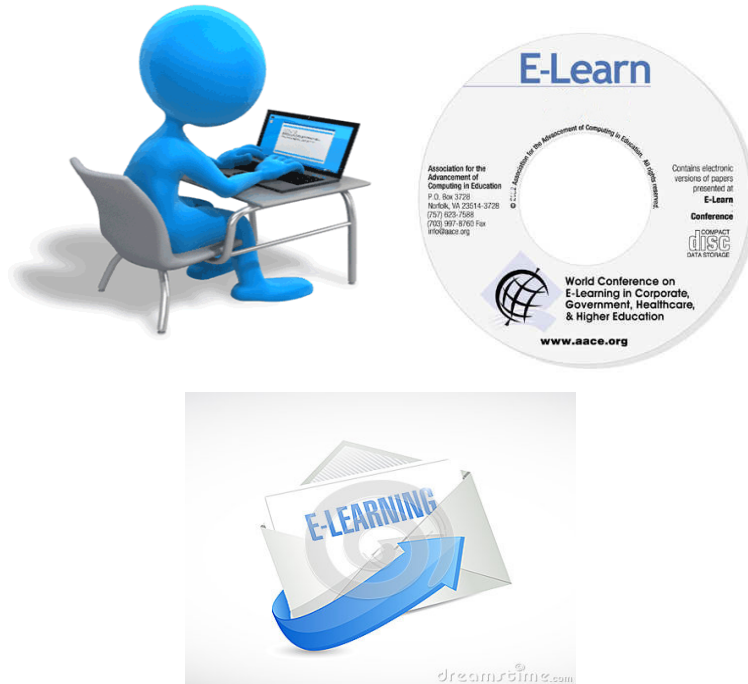 E-Learn
Association for the Advancement of Computing in Education. All rights reserved.
Association for the
Advancement of
Computing in Education
P.O. Box 3728
Norfolk, VA 23514-3728
(757) 623-7588
(703) 997-8760 Fax
info@aace.org
Contains electronic
versions of papers
presented at
E-Learn
Conference
COMPACT
disc
DATA STORAGE
World Conference on
E-Learning in Corporate,
Government, Healthcare,
& Higher Education
www.aace.org
E-LEARNING
dreamstime.com